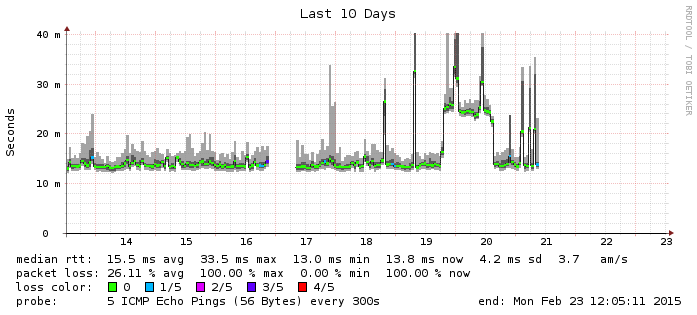 Last 10 Days
RRDTOOL / TOBI OETIKER
Seconds
40 m
30 m
20 m
10 m
0
14 15 16 17 18 19 20 21 22 23
median rtt: 15.5 ms avg 33.5 ms max 13.0 ms min 13.8 ms now 4.2 ms sd 3.7 am/s
packet loss: 26.11 % avg 100.00 % max 0.00 % min 100.00 % now
loss color: 0 1/5 2/5 3/5 4/5
probe: 5 ICMP Echo Pings (56 Bytes) every 300s end: Mon Feb 23 12:05:11 2015